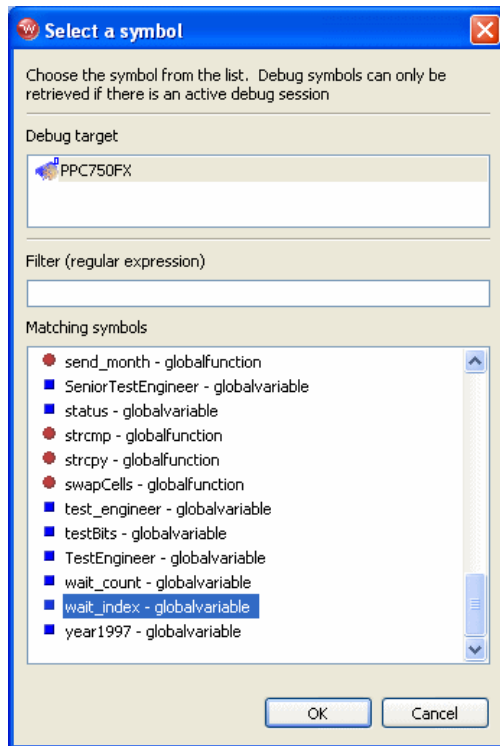 Select a symbol
Choose the symbol from the list. Debug symbols can only be
retrieved if there is an active debug session
Debug target
PPC750FX
Filter (regular expression)
Matching symbols
send_month - globalfunction
SeniorTestEngineer - globalvariable
status - globalvariable
strcmp - globalfunction
strcpy - globalfunction
swapCells - globalfunction
test_engineer - globalvariable
testBits - globalvariable
TestEngineer - globalvariable
wait_count - globalvariable
wait_index - globalvariable
year1997 - globalvariable
OK Cancel